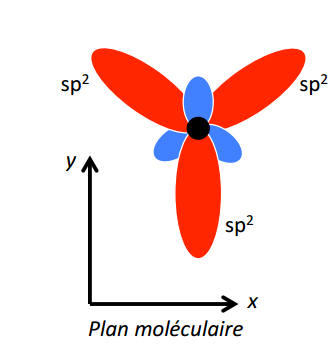 sp²
sp²
sp²
y
x
Plan moléculaire